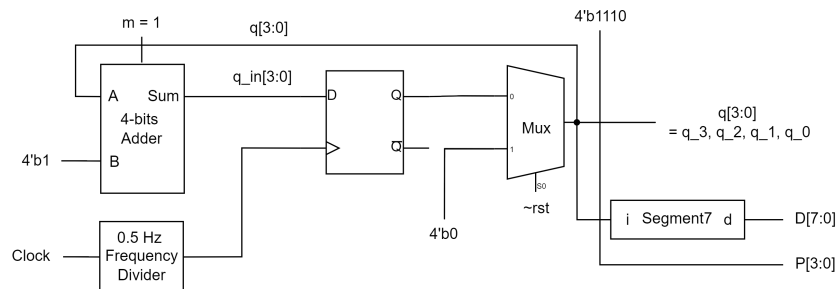 4'b1110
m = 1
q[3:0]
q_in[3:0]
A
Sum
4-bits
Adder
4'b1
B
D
Q
Q
0
Mux
1
S0
~rst
4'b0
q[3:0]
= q_3, q_2, q_1, q_0
Clock
0.5 Hz
Frequency
Divider
i
Segment7
d
D[7:0]
P[3:0]